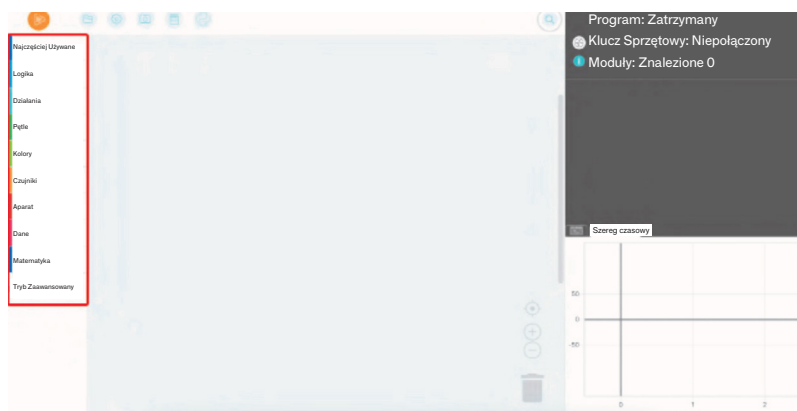 Program: Zatrzymany
Klucz Sprzętowy: Niepołączony
Moduły: Znalezione 0
Najczęściej Używane
Logika
Działania
Pętle
Kolory
Czujniki
Aparat
Dane
Matematyka
Tryb Zaawansowany
Szereg czasowy
50
0
-50
0
1
2